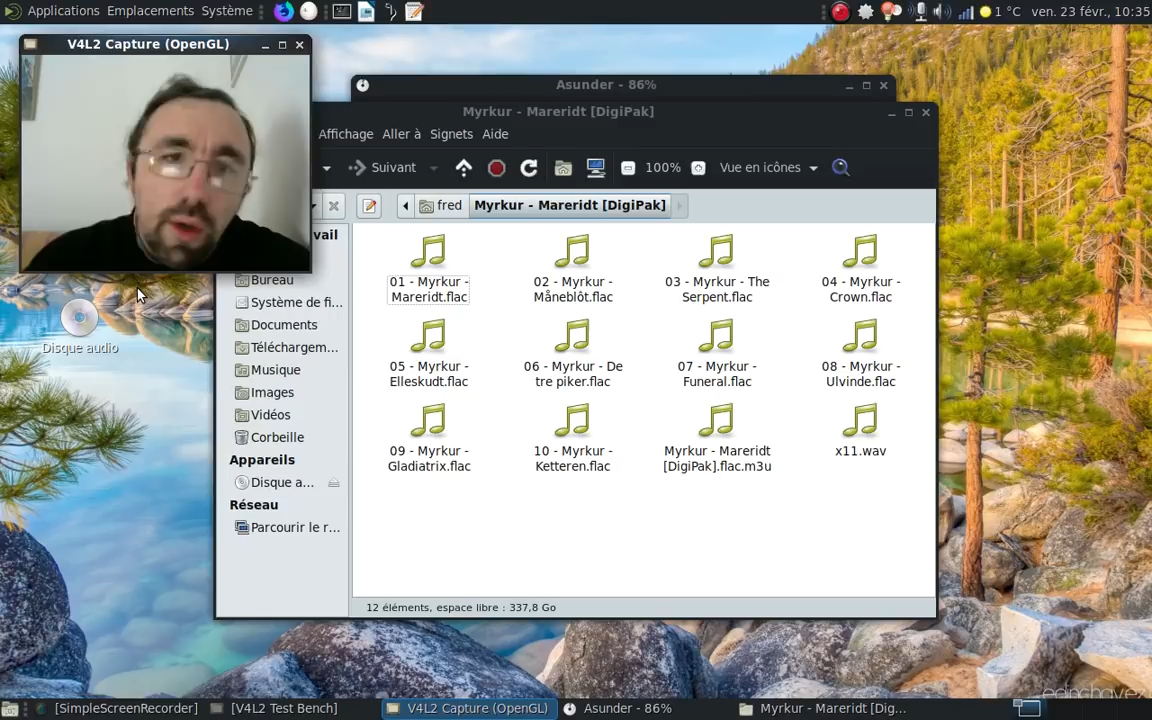 Applications Emplacements Système
1 °C ven. 23 févr., 10:35
V4L2 Capture (OpenGL)
Asunder - 86%
Myrkur - Mareridt [DigiPak]
Affichage Aller à Signets Aide
Suivant 100% Vue en icônes
fred Myrkur - Mareridt [DigiPak]
vail
Bureau
Système de fi...
Documents
Téléchargem...
Musique
Images
Vidéos
Corbeille
Appareils
Disque a...
Réseau
Parcourir le r...
01 - Myrkur -
Mareridt.flac
02 - Myrkur -
Måneblôt.flac
03 - Myrkur - The
Serpent.flac
04 - Myrkur -
Crown.flac
05 - Myrkur -
Elleskudt.flac
06 - Myrkur - De
tre piker.flac
07 - Myrkur -
Funeral.flac
08 - Myrkur -
Ulvinde.flac
09 - Myrkur -
Gladiatrix.flac
10 - Myrkur -
Ketteren.flac
Myrkur - Mareridt
[DigiPak].flac.m3u
x11.wav
12 éléments, espace libre : 337,8 Go
Disque audio
edinchavez
[SimpleScreenRecorder] [V4L2 Test Bench] V4L2 Capture (OpenGL) Asunder - 86% Myrkur - Mareridt [Dig...